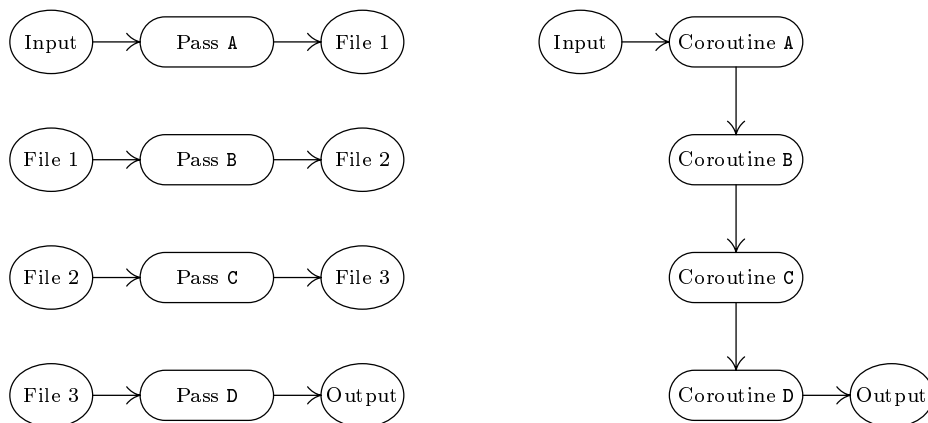 Input Pass A File 1 Input Coroutine A
File 1 Pass B File 2 Coroutine B
File 2 Pass C File 3 Coroutine C
File 3 Pass D Output Coroutine D Output